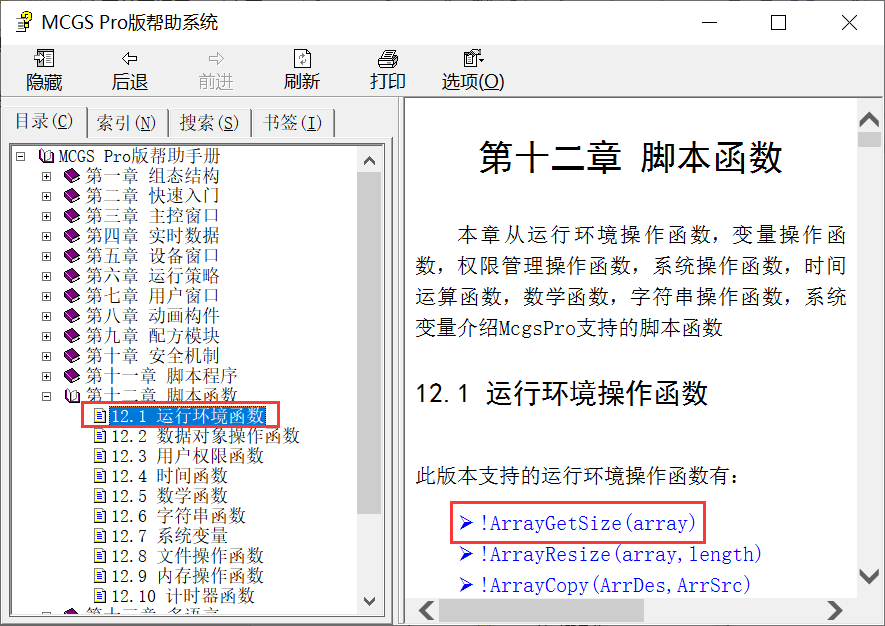 MCGS Pro版帮助系统
隐藏 后退 前进 刷新 打印 选项(O)
目录(C) 索引(N) 搜索(S) 书签(I)
MCGS Pro版帮助手册
第一章 组态结构
第二章 快速入门
第三章 主控窗口
第四章 实时数据
第五章 设备窗口
第六章 运行策略
第七章 用户窗口
第八章 动画构件
第九章 配方模块
第十章 安全机制
第十一章 脚本程序
第十二章 脚本函数
12.1 运行环境函数
12.2 数据对象操作函数
12.3 用户权限函数
12.4 时间函数
12.5 数学函数
12.6 字符串函数
12.7 系统变量
12.8 文件操作函数
12.9 内存操作函数
12.10 计时器函数
第十三章 多语言
第十二章 脚本函数
本章从运行环境操作函数，变量操作函
数，权限管理操作函数，系统操作函数，时间
运算函数，数学函数，字符串操作函数，系统
变量介绍McgsPro支持的脚本函数
12.1 运行环境操作函数
此版本支持的运行环境操作函数有：
!ArrayGetSize(array)
!ArrayResize(array,length)
!ArrayCopy(ArrDes,ArrSrc)